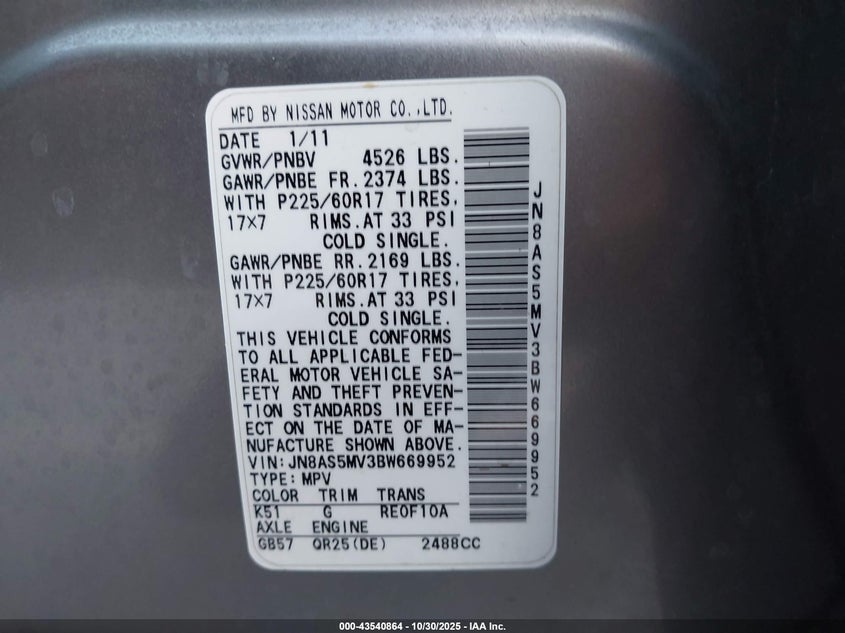 MFD BY NISSAN MOTOR CO.,LTD.
DATE 1/11
GVWR/PNBV 4526 LBS.
GAWR/PNBE FR.2374 LBS.
WITH P225/60R17 TIRES.
17×7 RIMS.AT 33 PSI
COLD SINGLE.
GAWR/PNBE RR.2169 LBS.
WITH P225/60R17 TIRES.
17×7 RIMS.AT 33 PSI
COLD SINGLE.
THIS VEHICLE CONFORMS
TO ALL APPLICABLE FED-
ERAL MOTOR VEHICLE SA-
FETY AND THEFT PREVEN-
TION STANDARDS IN EFF-
ECT ON THE DATE OF MA-
NUFACTURE SHOWN ABOVE.
VIN:JN8AS5MV3BW669952
TYPE:MPV
COLOR TRIM TRANS
K51 G RE0F10A
AXLE ENGINE
GB57 QR25(DE) 2488CC
JN8AS5MV3BW669952
000-43540864 - 10/30/2025 - IAA Inc.